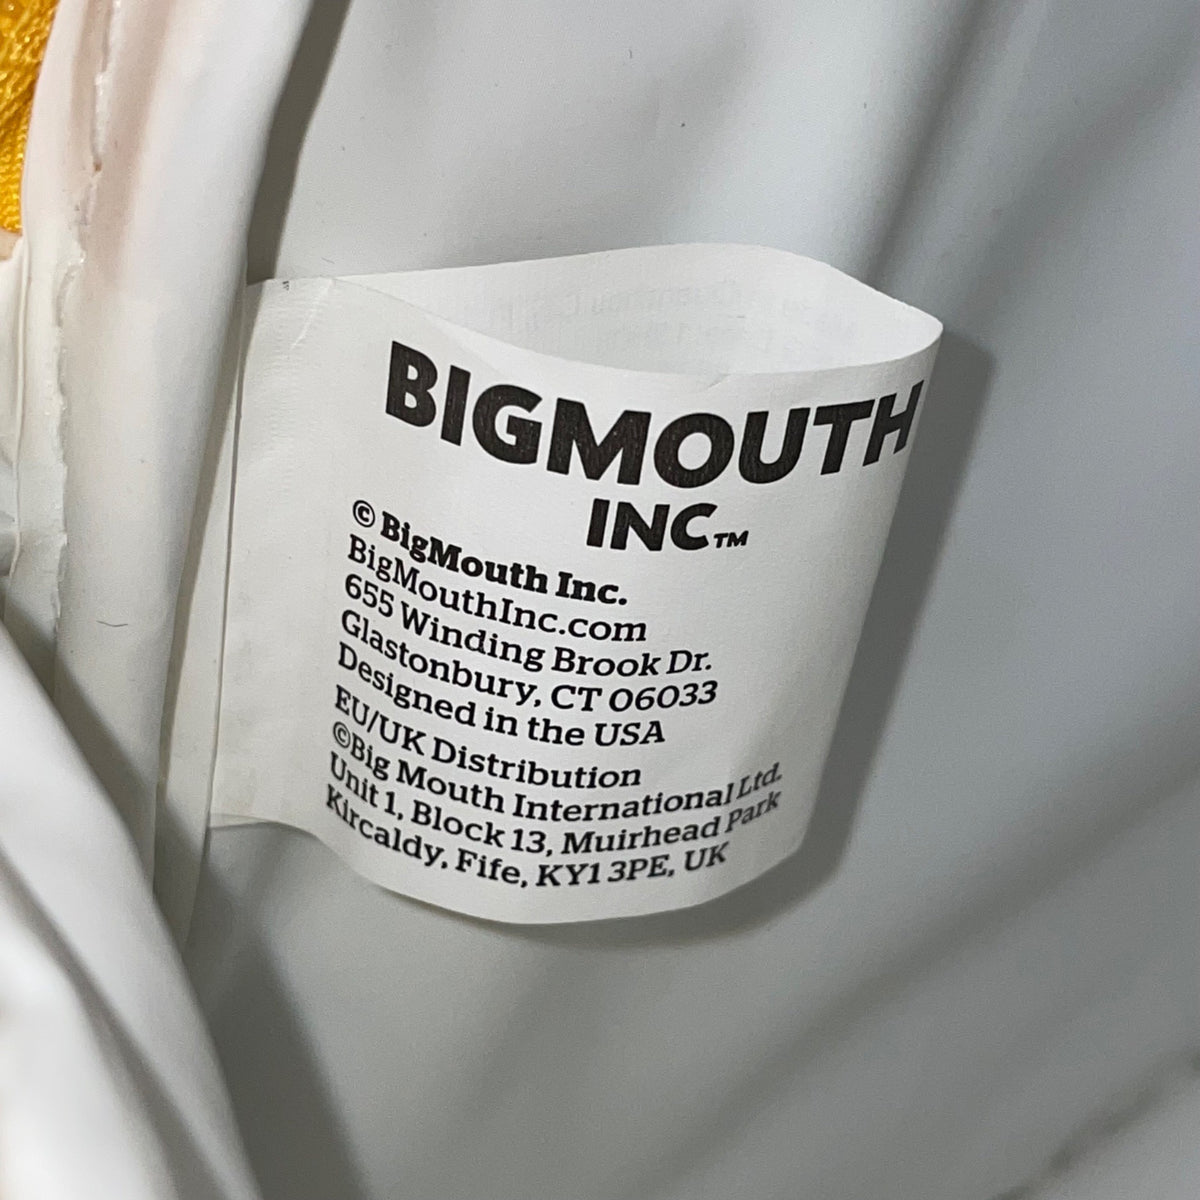 BIGMOUTH
INC™
© BigMouth Inc.
BigMouthInc.com
655 Winding Brook Dr.
Glastonbury, CT 06033
Designed in the USA
EU/UK Distribution
©Big Mouth International Ltd.
Unit 1, Block 13, Muirhead Park
Kircaldy, Fife, KY1 3PE, UK